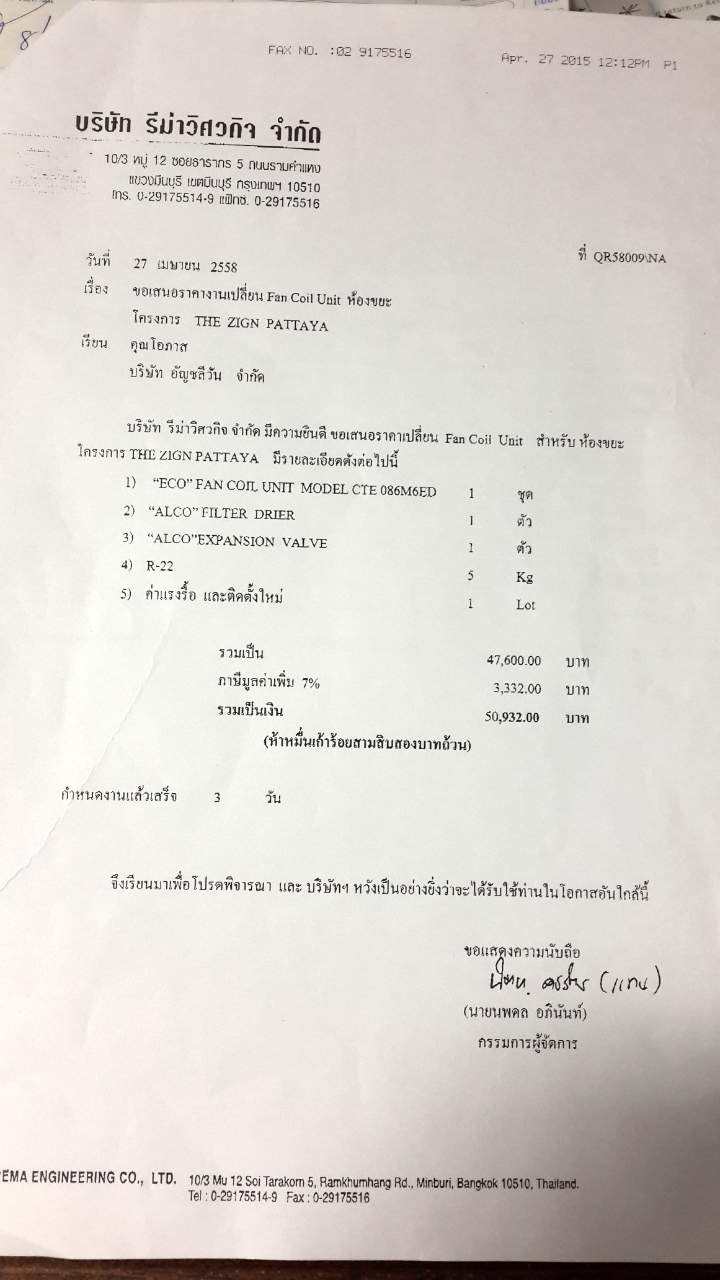 FAX NO. :02 9175516 Apr. 27 2015 12:12PM P1
บริษัท รีม่าวิศวกิจ จำกัด
10/3 หมู่ 12 ซอยธารากร 5 ถนนรามคำแหง
แขวงมีนบุรี เขตมีนบุรี กรุงเทพฯ 10510
โทร. 0-29175514-9 แฟ็กซ์. 0-29175516
ที่ QR58009\NA
วันที่ 27 เมษายน 2558
เรื่อง ขอเสนอราคางานเปลี่ยน Fan Coil Unit ห้องขยะ
โครงการ THE ZIGN PATTAYA
เรียน คุณโอภาส
บริษัท อัญชลีวัน จำกัด
บริษัท รีม่าวิศวกิจ จำกัด มีความยินดี ขอเสนอราคาเปลี่ยน Fan Coil Unit สำหรับ ห้องขยะ
โครงการ THE ZIGN PATTAYA มีรายละเอียดดังต่อไปนี้
1) “ECO” FAN COIL UNIT MODEL CTE 086M6ED 1 ชุด
2) “ALCO” FILTER DRIER 1 ตัว
3) “ALCO”EXPANSION VALVE 1 ตัว
4) R-22 5 Kg
5) ค่าแรงรื้อ และติดตั้งใหม่ 1 Lot
รวมเป็น 47,600.00 บาท
ภาษีมูลค่าเพิ่ม 7% 3,332.00 บาท
รวมเป็นเงิน 50,932.00 บาท
(ห้าหมื่นเก้าร้อยสามสิบสองบาทถ้วน)
กำหนดงานแล้วเสร็จ 3 วัน
จึงเรียนมาเพื่อโปรดพิจารณา และ บริษัทฯ หวังเป็นอย่างยิ่งว่าจะได้รับใช้ท่านในโอกาสอันใกล้นี้
ขอแสดงความนับถือ
(แทน)
(นายนพดล อภินันท์)
กรรมการผู้จัดการ
EMA ENGINEERING CO., LTD. 10/3 Mu 12 Soi Tarakorn 5, Ramkhumhang Rd., Minburi, Bangkok 10510, Thailand.
Tel : 0-29175514-9 Fax : 0-29175516